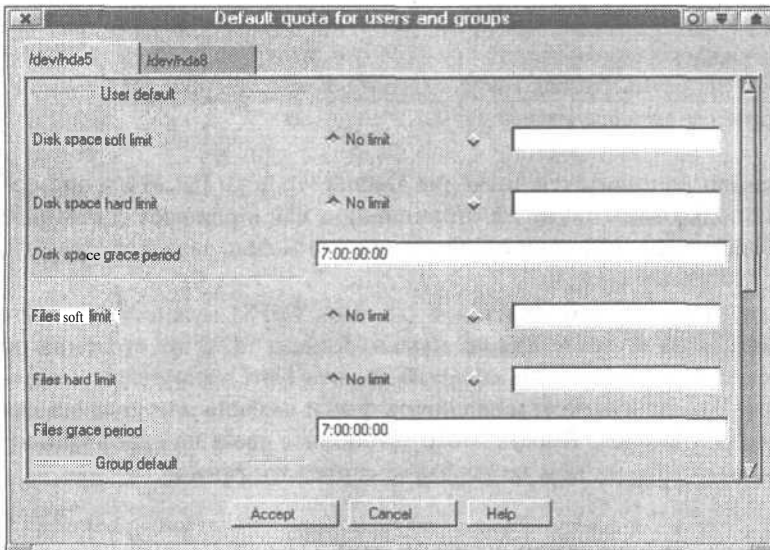 Default quota for users and groups
/dev/hda5 /dev/hda8
User default
Disk space soft limit No limit
Disk space hard limit No limit
Disk space grace period 7:00:00:00
Files soft limit No limit
Files hard limit No limit
Files grace period 7:00:00:00
Group default
Accept Cancel Help